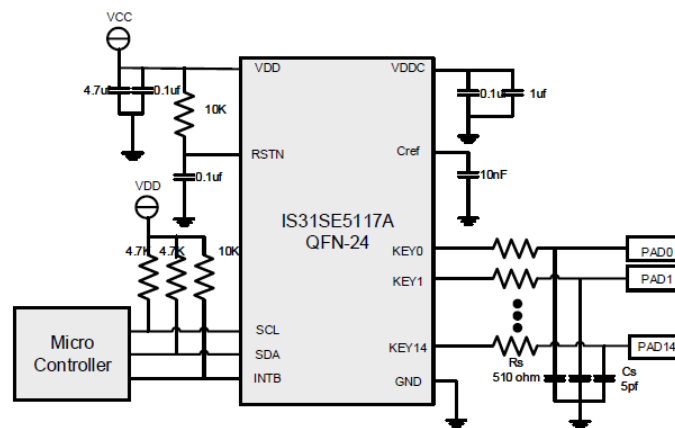 VCC
VDD
VDDC
4.7uf
0.1uf
0.1uf
1uf
10K
RSTN
Cref
0.1uf
10nF
VDD
IS31SE5117A
QFN-24
4.7K
4.7K
10K
KEY0
PAD0
KEY1
PAD1
Micro
Controller
SCL
SDA
INTB
KEY14
PAD14
Rs
510 ohm
GND
Cs
5pf